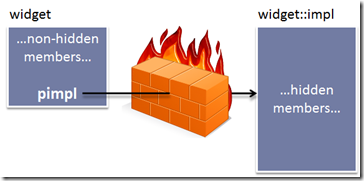 widget
...non-hidden
members...
pimpl
widget::impl
...hidden
members...